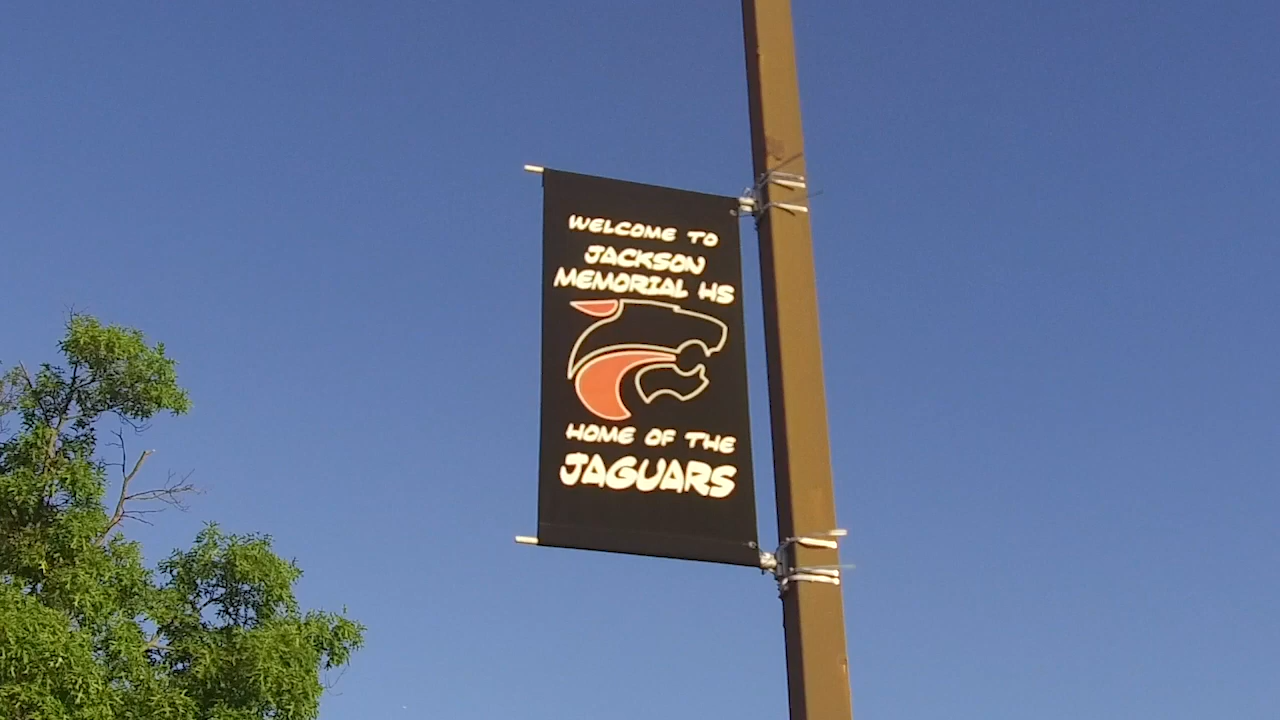 WELCOME TO
JACKSON
MEMORIAL HS
HOME OF THE
JAGUARS